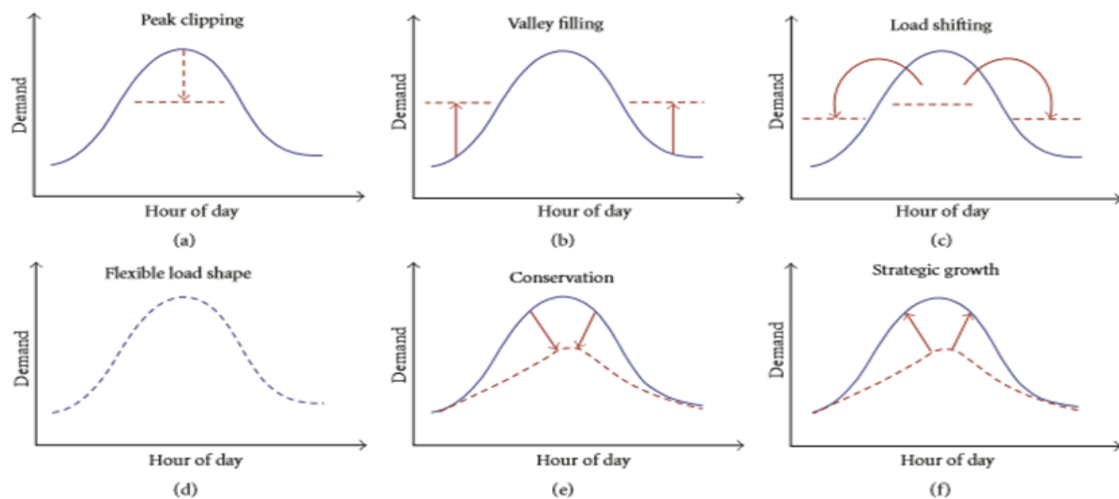 Peak clipping
Demand
Hour of day
(a)
Valley filling
Demand
Hour of day
(b)
Load shifting
Demand
Hour of day
(c)
Flexible load shape
Demand
Hour of day
(d)
Conservation
Demand
Hour of day
(e)
Strategic growth
Demand
Hour of day
(f)